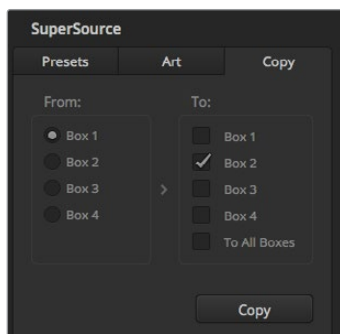 SuperSource
Presets Art Copy
From: To:
Box 1 Box 1
Box 2 Box 2
Box 3 Box 3
Box 4 Box 4
To All Boxes
Copy